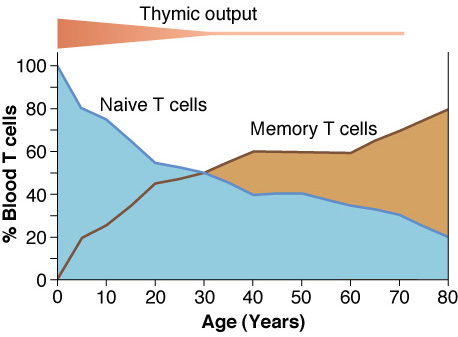 Thymic output
100
Naive T cells
80
Memory T cells
60
40
20
0
% Blood T cells
0 10 20 30 40 50 60 70 80
Age (Years)